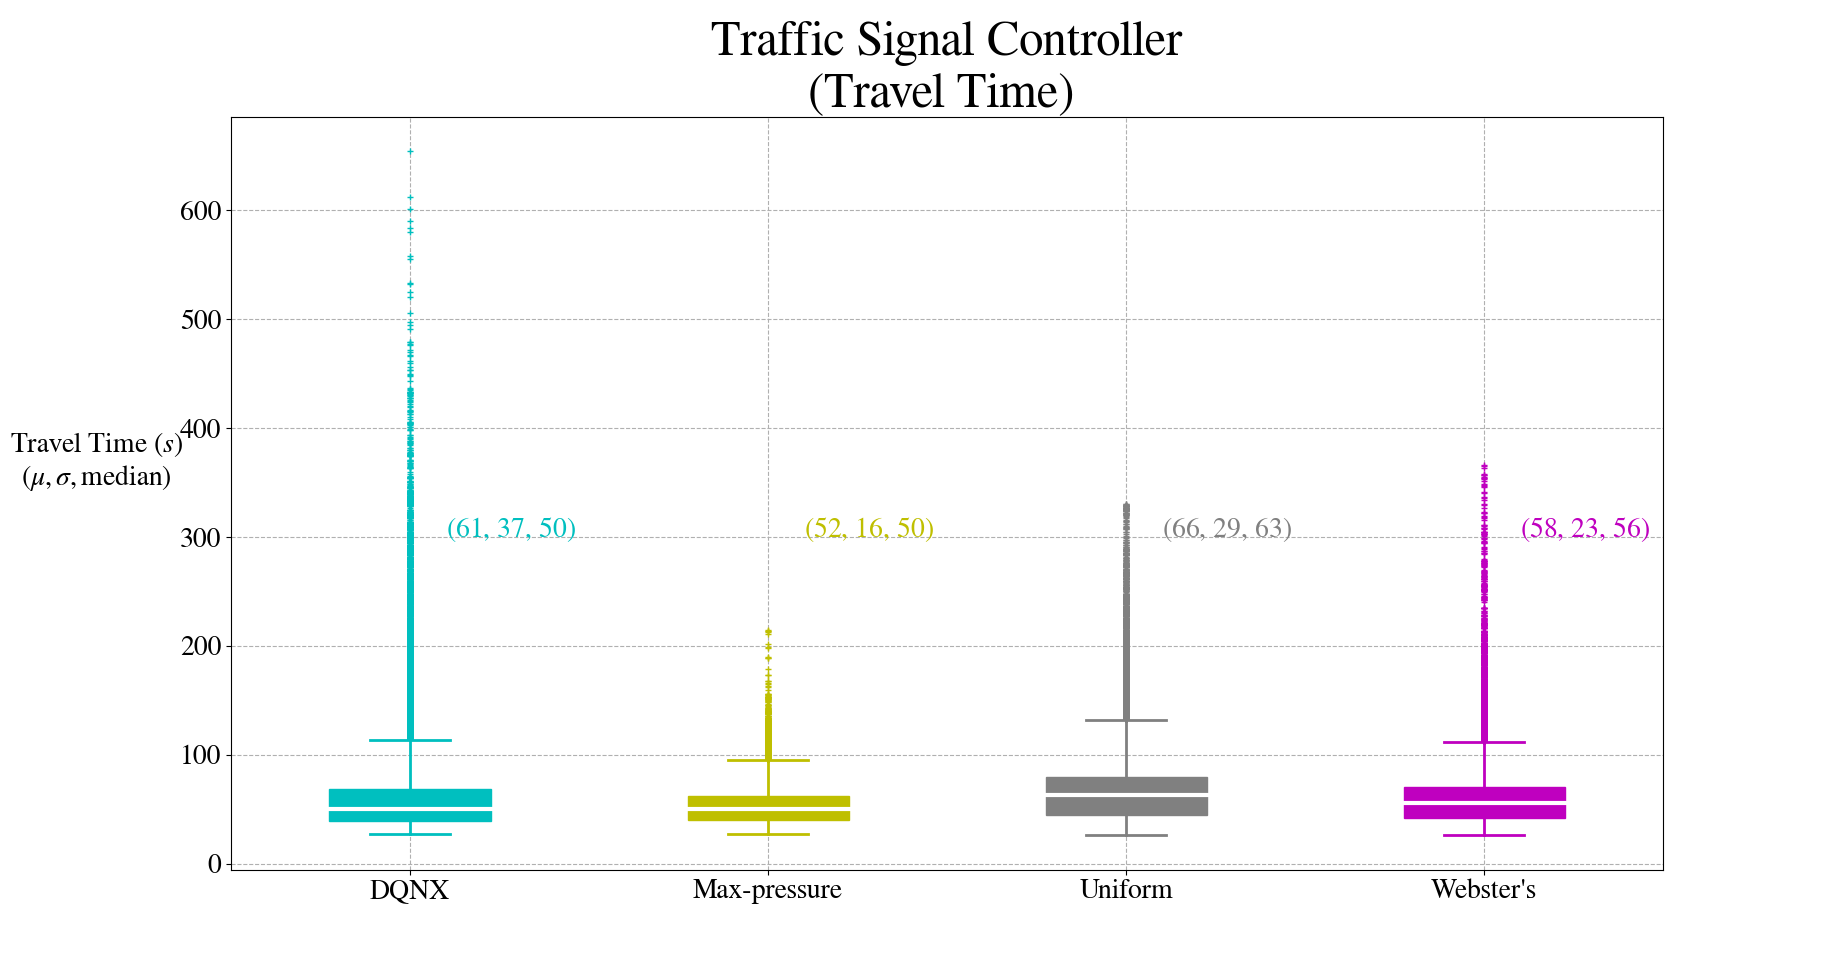 Traffic Signal Controller
(Travel Time)
600
500
400
300
200
100
0
Travel Time (s)
(μ, σ, median)
(61, 37, 50)
(52, 16, 50)
(66, 29, 63)
(58, 23, 56)
DQNX
Max-pressure
Uniform
Webster's